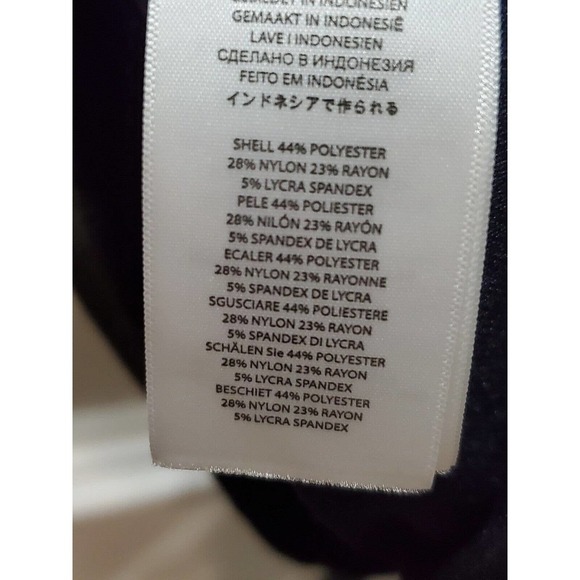 IN INDONESIEN
GEMAAKT IN INDONESIË
LAVE I INDONESIEN
СДЕЛАНО В ИНДОНЕЗИЯ
FEITO EM INDONÉSIA
インドネシアで作られる
SHELL 44% POLYESTER
28% NYLON 23% RAYON
5% LYCRA SPANDEX
PELE 44% POLIESTER
28% NILÓN 23% RAYÓN
5% SPANDEX DE LYCRA
ECALER 44% POLYESTER
28% NYLON 23% RAYONNE
5% SPANDEX DE LYCRA
SGUSCIARE 44% POLIESTERE
28% NYLON 23% RAYON
5% SPANDEX DI LYCRA
SCHÄLEN Sie 44% POLYESTER
28% NYLON 23% RAYON
5% LYCRA SPANDEX
BESCHIET 44% POLYESTER
28% NYLON 23% RAYON
5% LYCRA SPANDEX